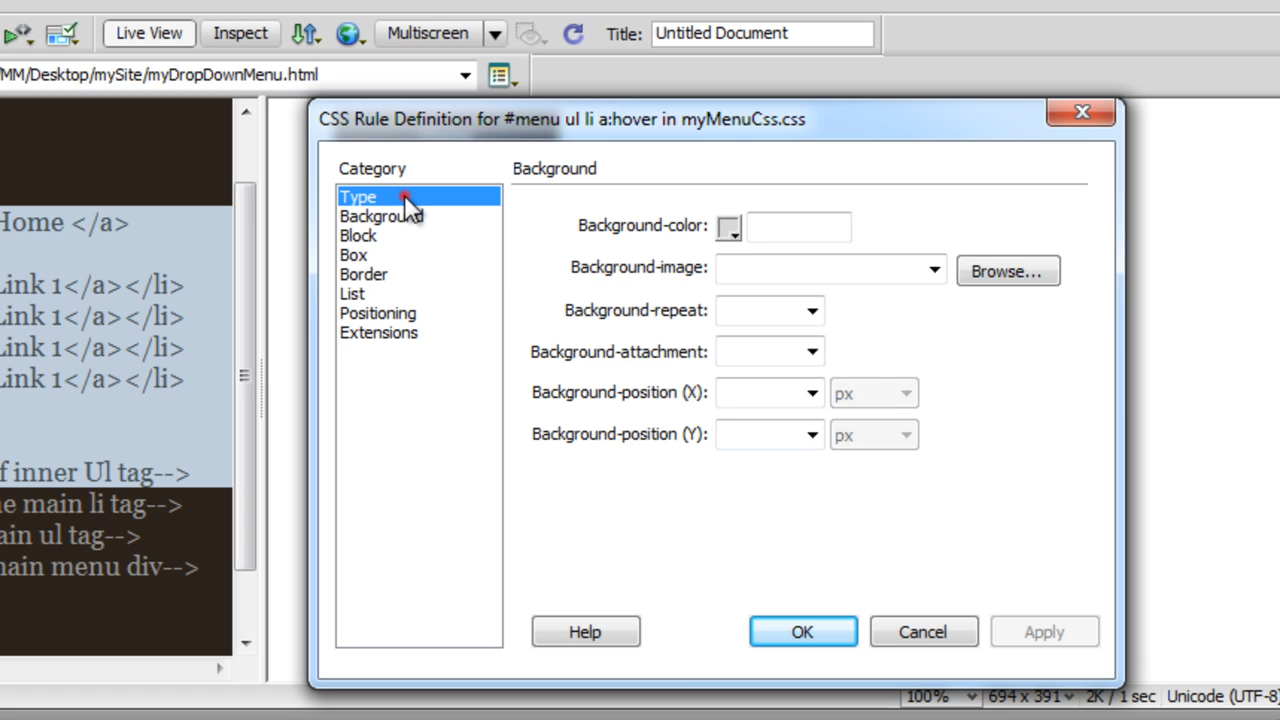 Live View Inspect Multiscreen Title: Untitled Document
/MM/Desktop/mySite/myDropDownMenu.html
CSS Rule Definition for #menu ul li a:hover in myMenuCss.css
Category
Type
Background
Block
Box
Border
List
Positioning
Extensions
Background
Background-color:
Background-image: Browse...
Background-repeat:
Background-attachment:
Background-position (X): px
Background-position (Y): px
Help OK Cancel Apply
Home </a>
Link 1</a></li>
Link 1</a></li>
Link 1</a></li>
Link 1</a></li>
f inner Ul tag-->
e main li tag-->
ain ul tag-->
main menu div-->
100% 694 x 391 2K / 1 sec Unicode (UTF-8)